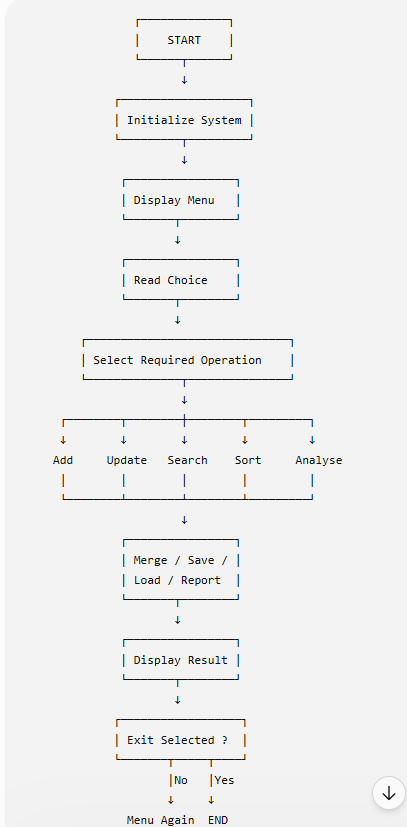 START
Initialize System
Display Menu
Read Choice
Select Required Operation
Add Update Search Sort Analyse
Merge / Save /
Load / Report
Display Result
Exit Selected ?
No Yes
Menu Again END